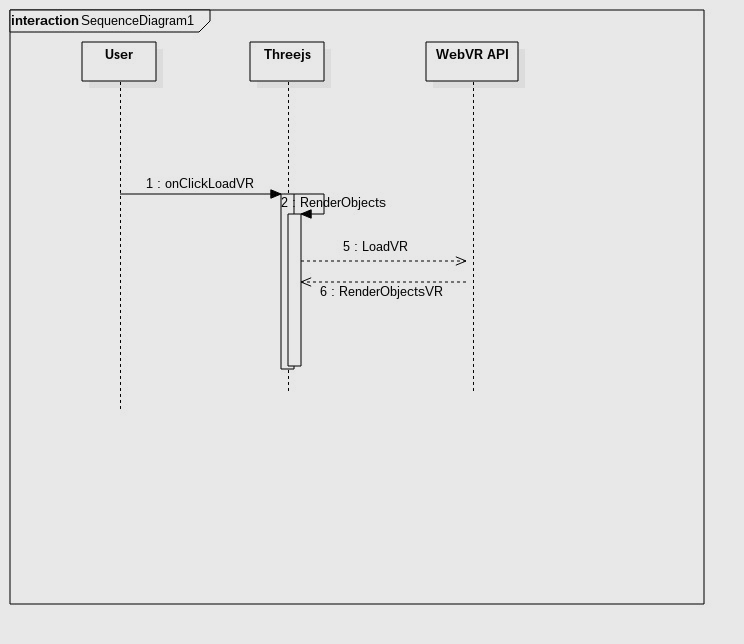 interaction SequenceDiagram1
User
Threejs
WebVR API
1 : onClickLoadVR
2 : RenderObjects
5 : LoadVR
6 : RenderObjectsVR